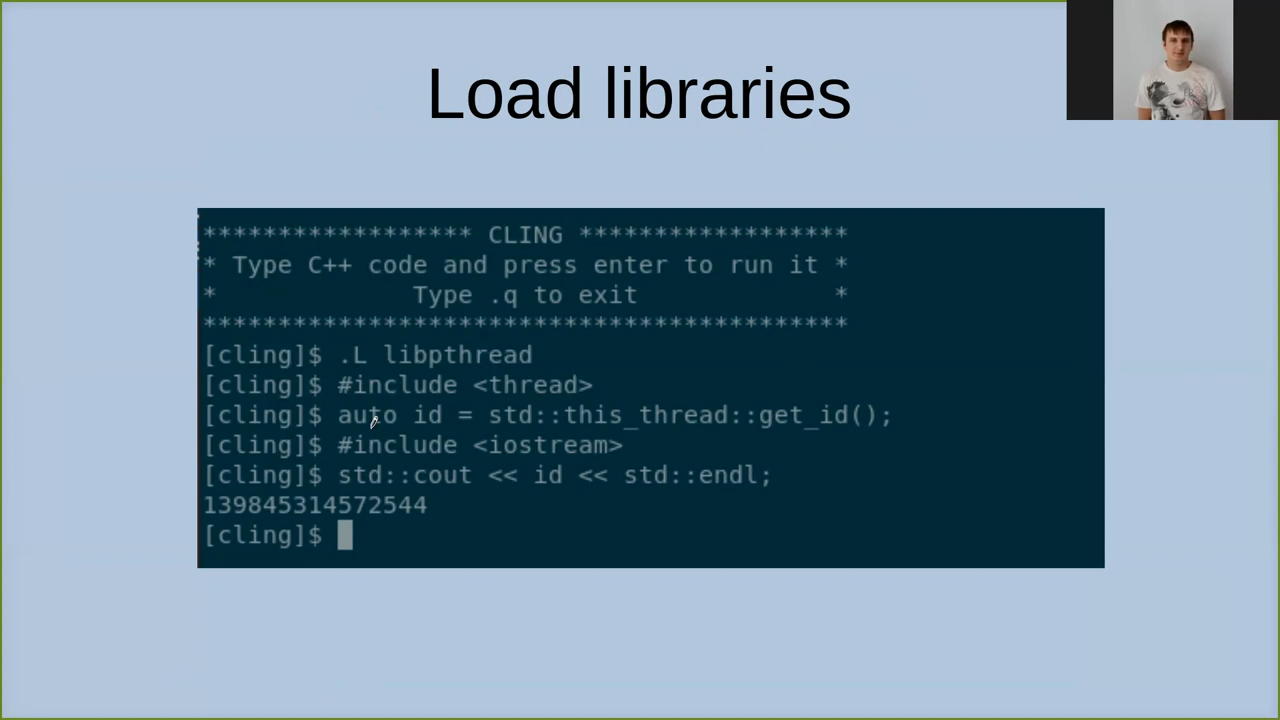 Load libraries
****************** CLING ******************
* Type C++ code and press enter to run it *
* Type .q to exit *
*******************************************
[cling]$ .L libpthread
[cling]$ #include <thread>
[cling]$ auto id = std::this_thread::get_id();
[cling]$ #include <iostream>
[cling]$ std::cout << id << std::endl;
139845314572544
[cling]$